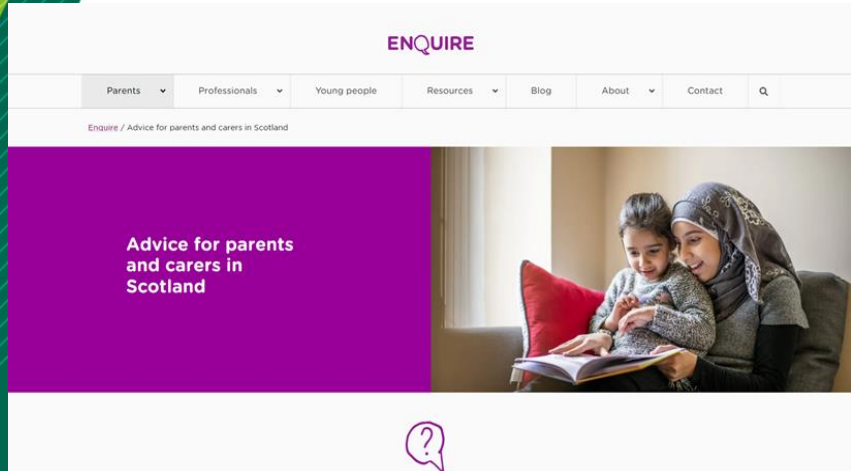 ENQUIRE
Parents Professionals Young people Resources Blog About Contact
Enquire / Advice for parents and carers in Scotland
Advice for parents
and carers in
Scotland
?